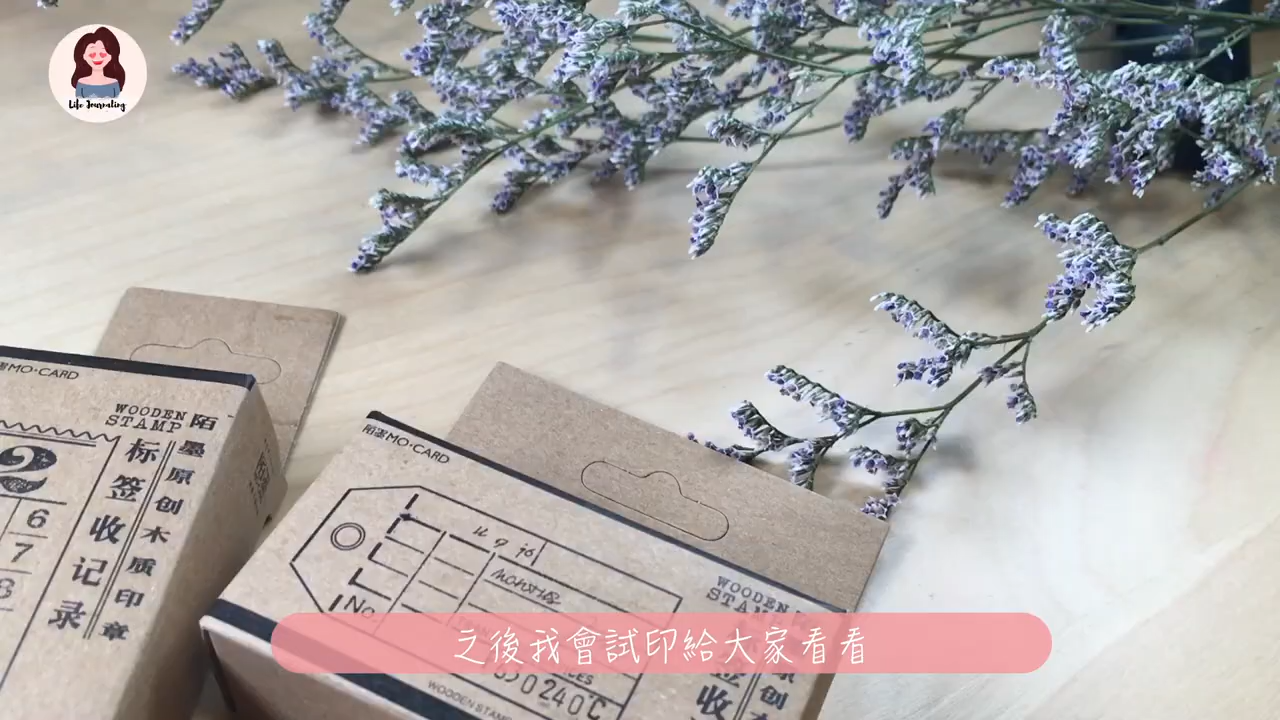 Life Journaling
陌墨MO·CARD
WOODEN
STAMP
陌墨原创木质印章
标签收记录
2
6
7
8
陌墨MO·CARD
No.
WOODEN
STAMP
WOODEN STAMP
之後我會試印給大家看看